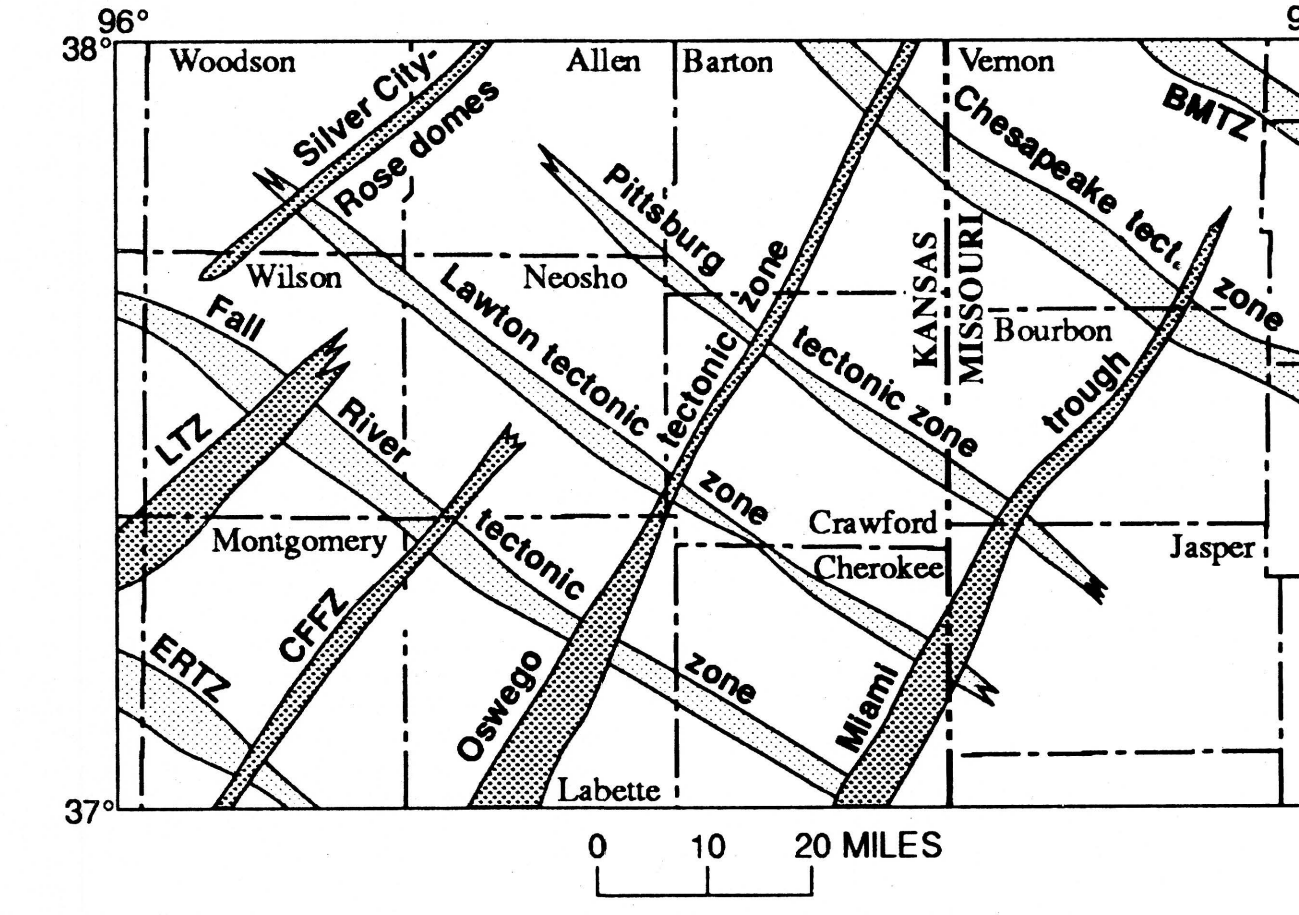 96°
9
38°
Woodson
Allen
Barton
Vernon
BMTZ
Silver City-
Rose domes
Pittsburg
tectonic zone
Chesapeake tect.
zone
KANSAS
MISSOURI
Wilson
Neosho
Bourbon
Fall
River
tectonic
zone
Lawton tectonic
zone
Oswego
tectonic
zone
Miami
trough
LTZ
CFFZ
ERTZ
Montgomery
Crawford
Cherokee
Jasper
Labette
37°
0 10 20 MILES